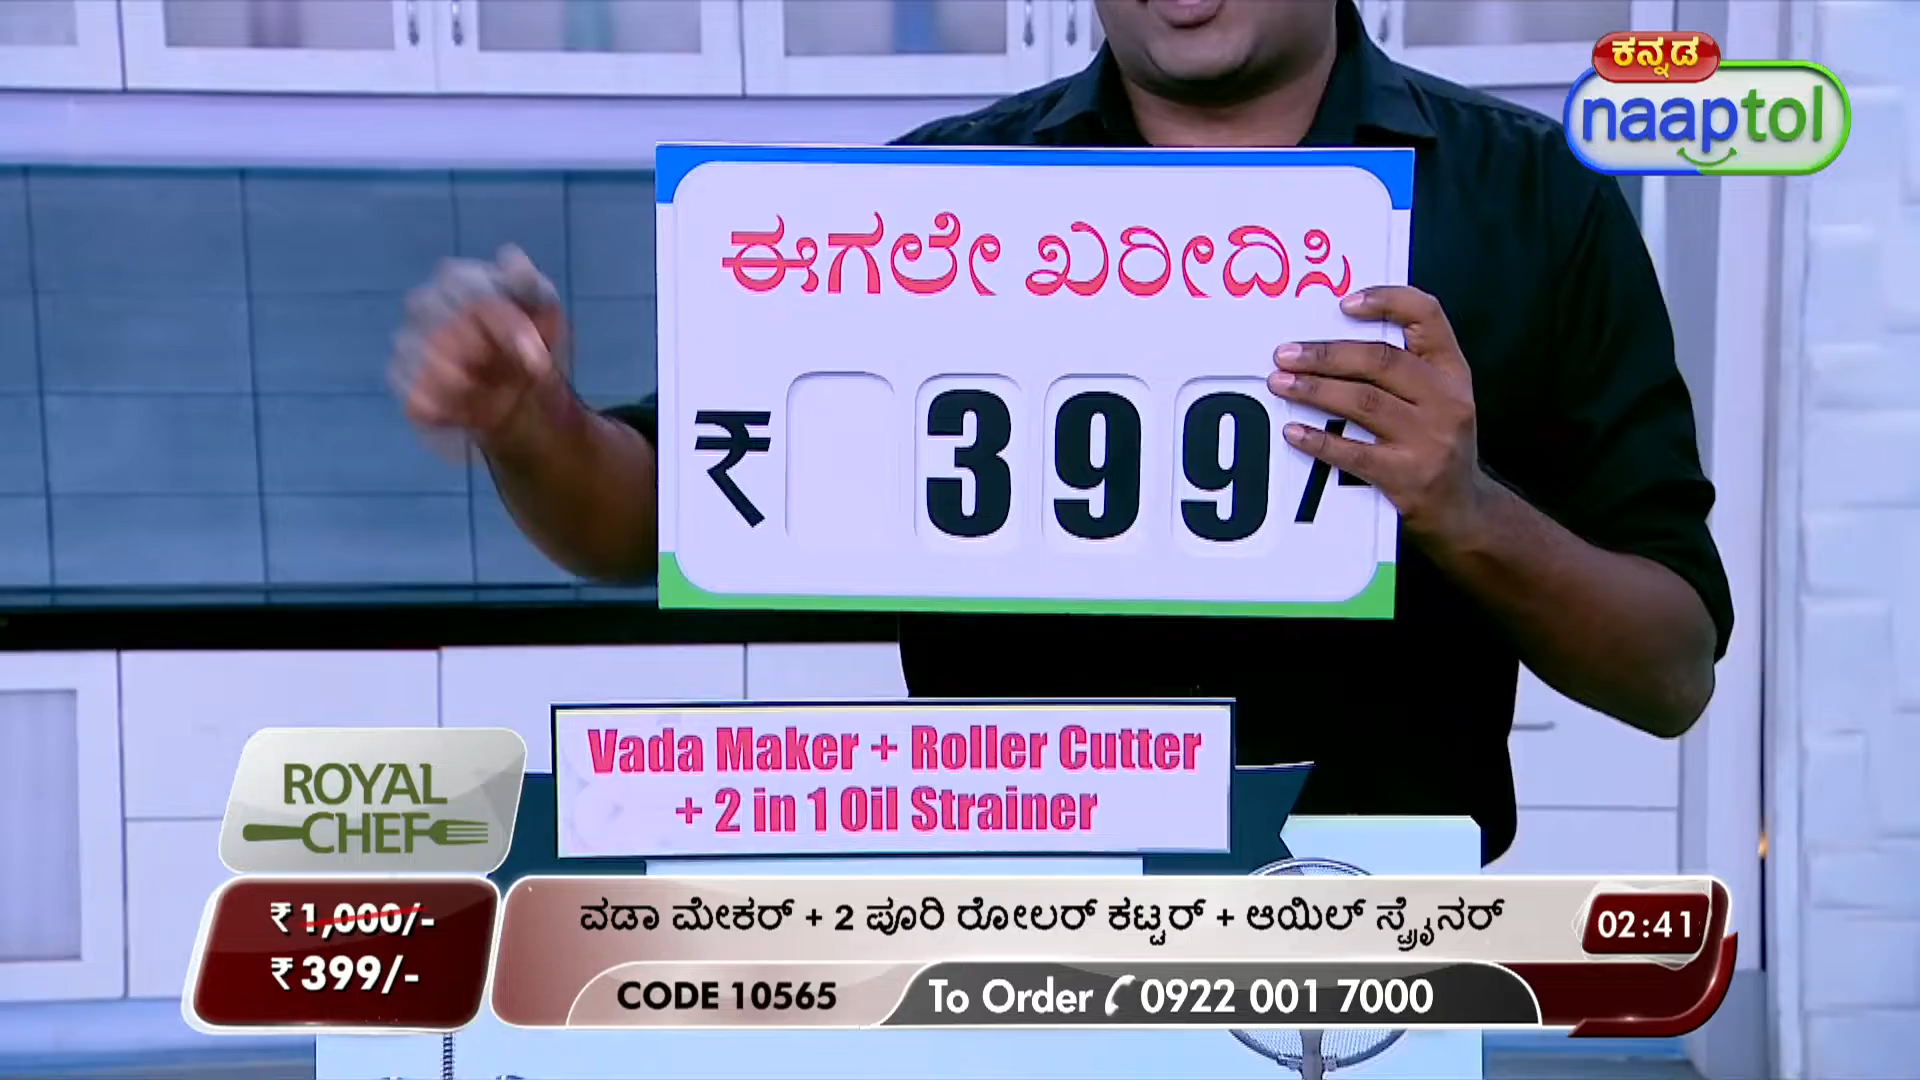 ಕನ್ನಡ
naaptol
ಈಗಲೇ ಖರೀದಿಸಿ
₹ 399/-
Vada Maker + Roller Cutter
+ 2 in 1 Oil Strainer
ROYAL
CHEF
₹ 1,000/-
₹ 399/-
ವಡಾ ಮೇಕರ್ + 2 ಪೂರಿ ರೋಲರ್ ಕಟ್ಟರ್ + ಆಯಿಲ್ ಸ್ಟ್ರೈನರ್
02:41
CODE 10565
To Order 0922 001 7000